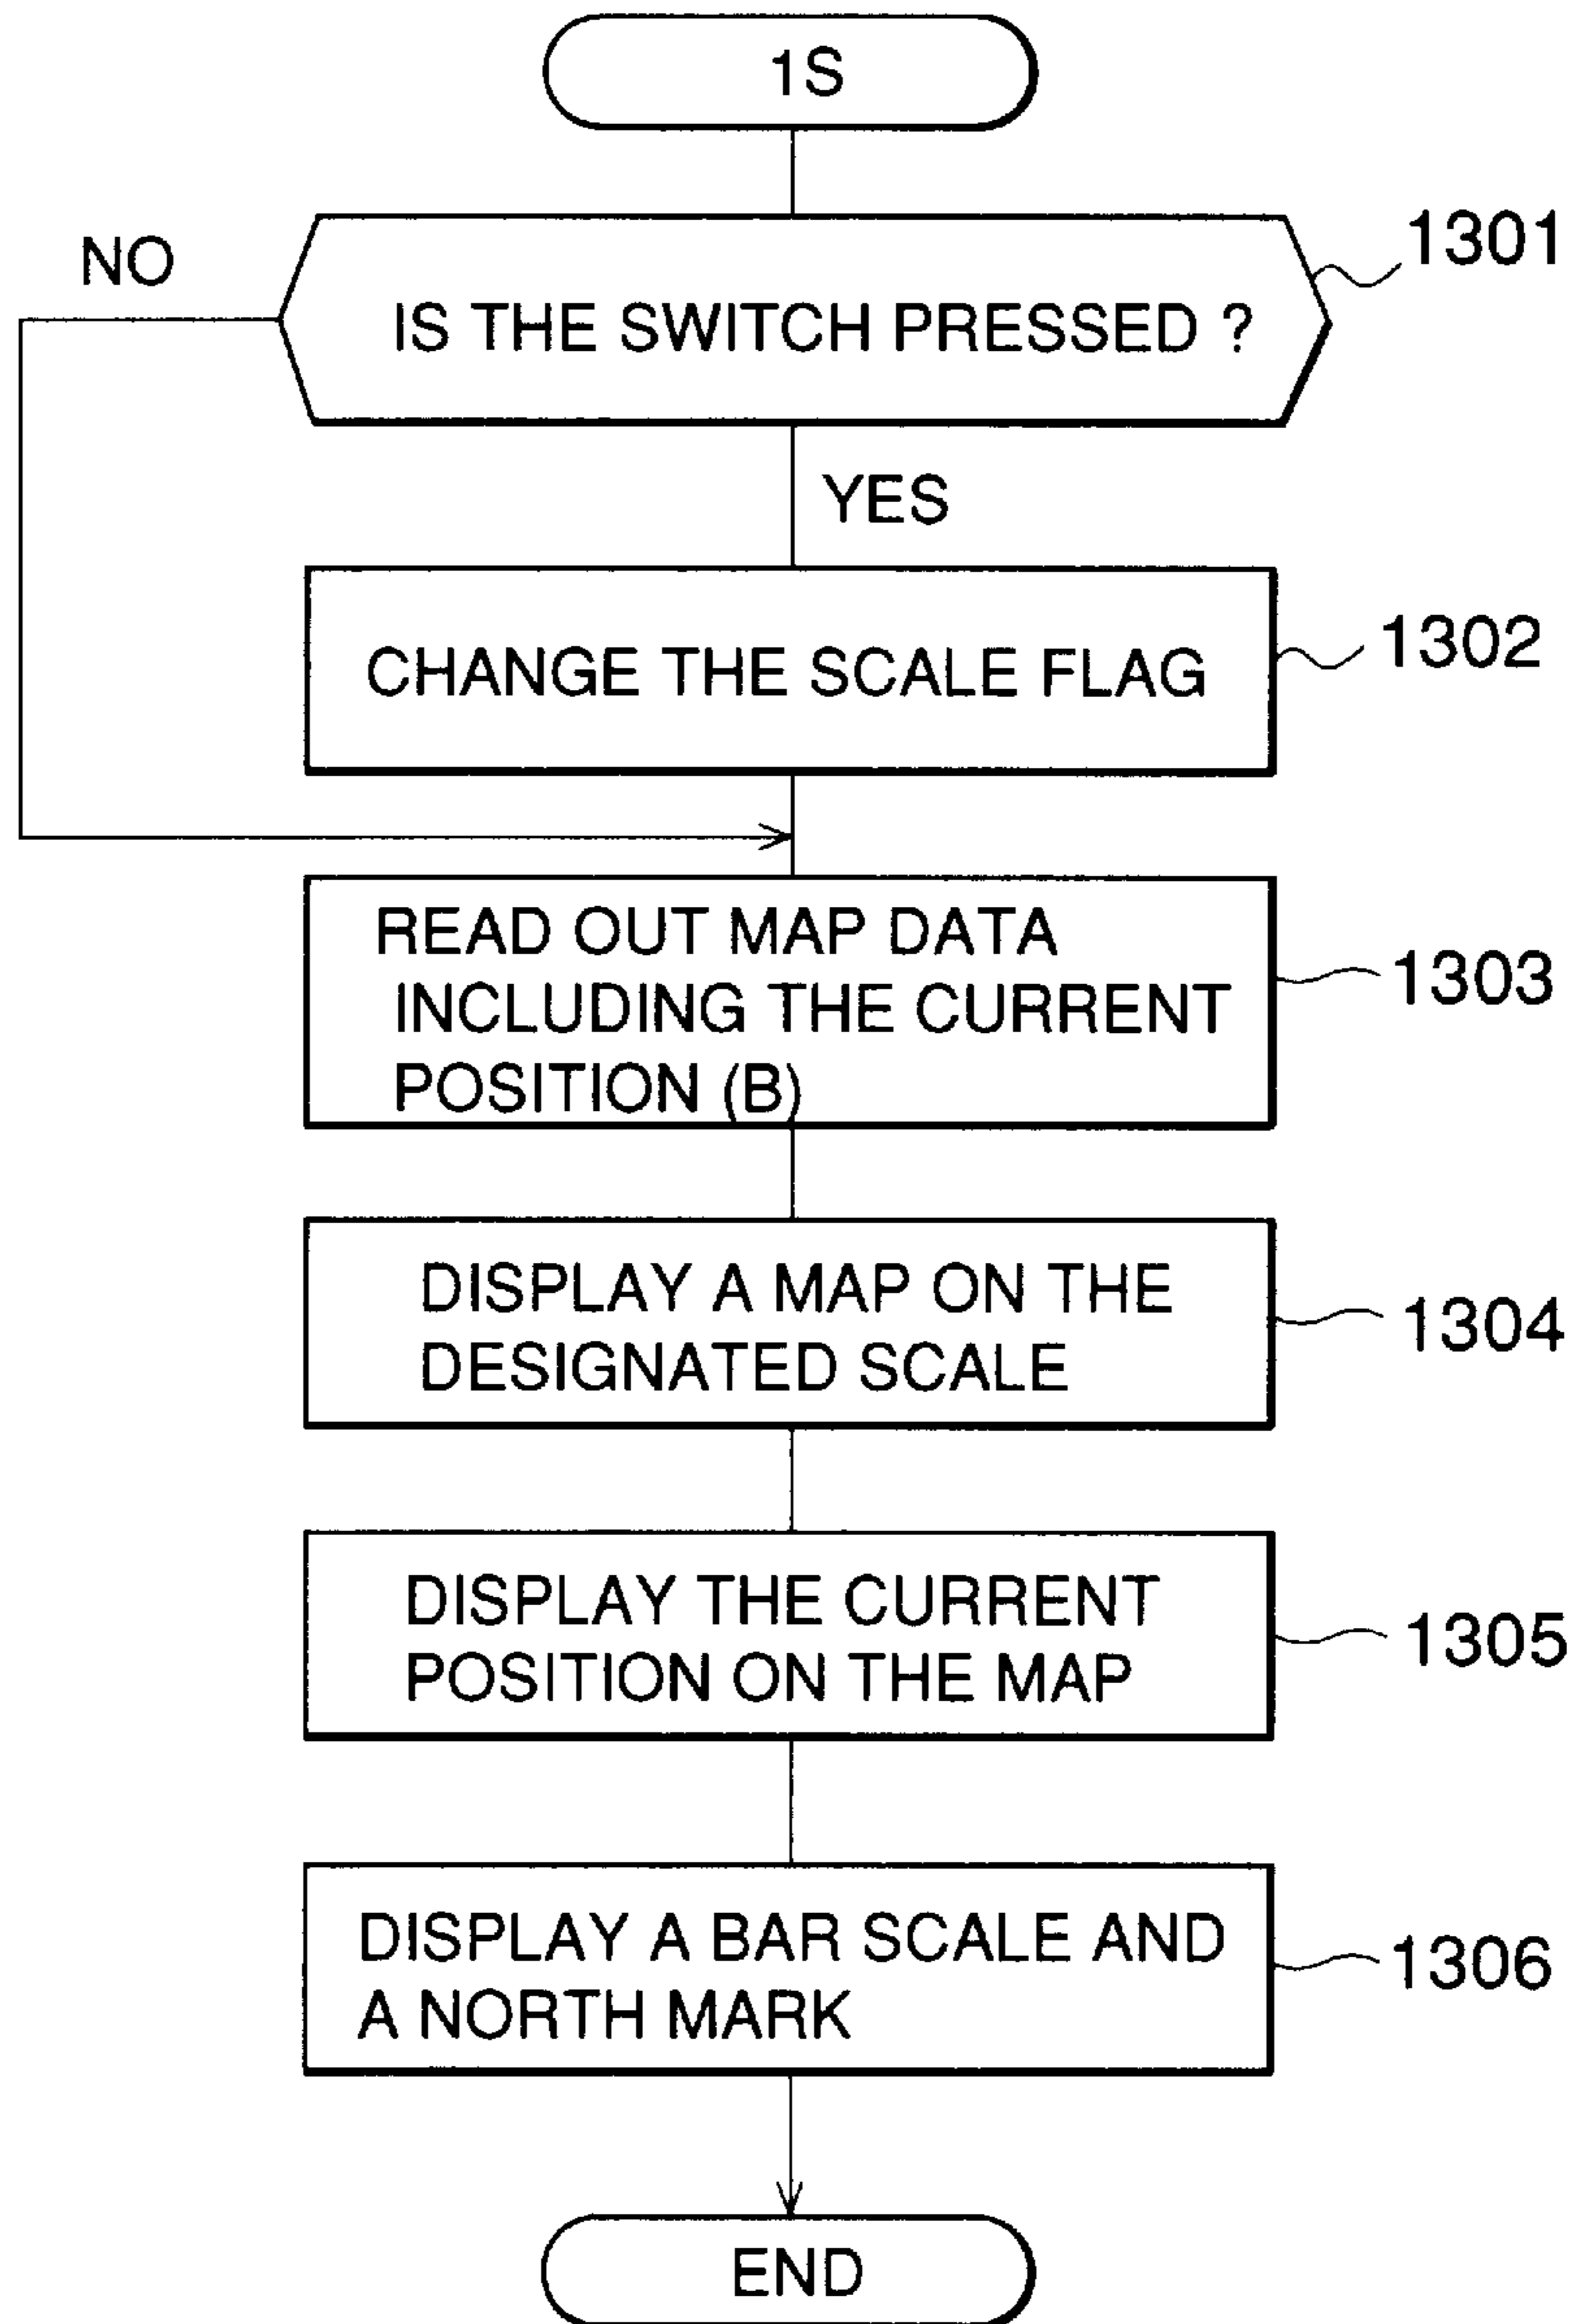 1S
NO
IS THE SWITCH PRESSED ?
1301
YES
CHANGE THE SCALE FLAG
1302
READ OUT MAP DATA
INCLUDING THE CURRENT
POSITION (B)
1303
DISPLAY A MAP ON THE
DESIGNATED SCALE
1304
DISPLAY THE CURRENT
POSITION ON THE MAP
1305
DISPLAY A BAR SCALE AND
A NORTH MARK
1306
END